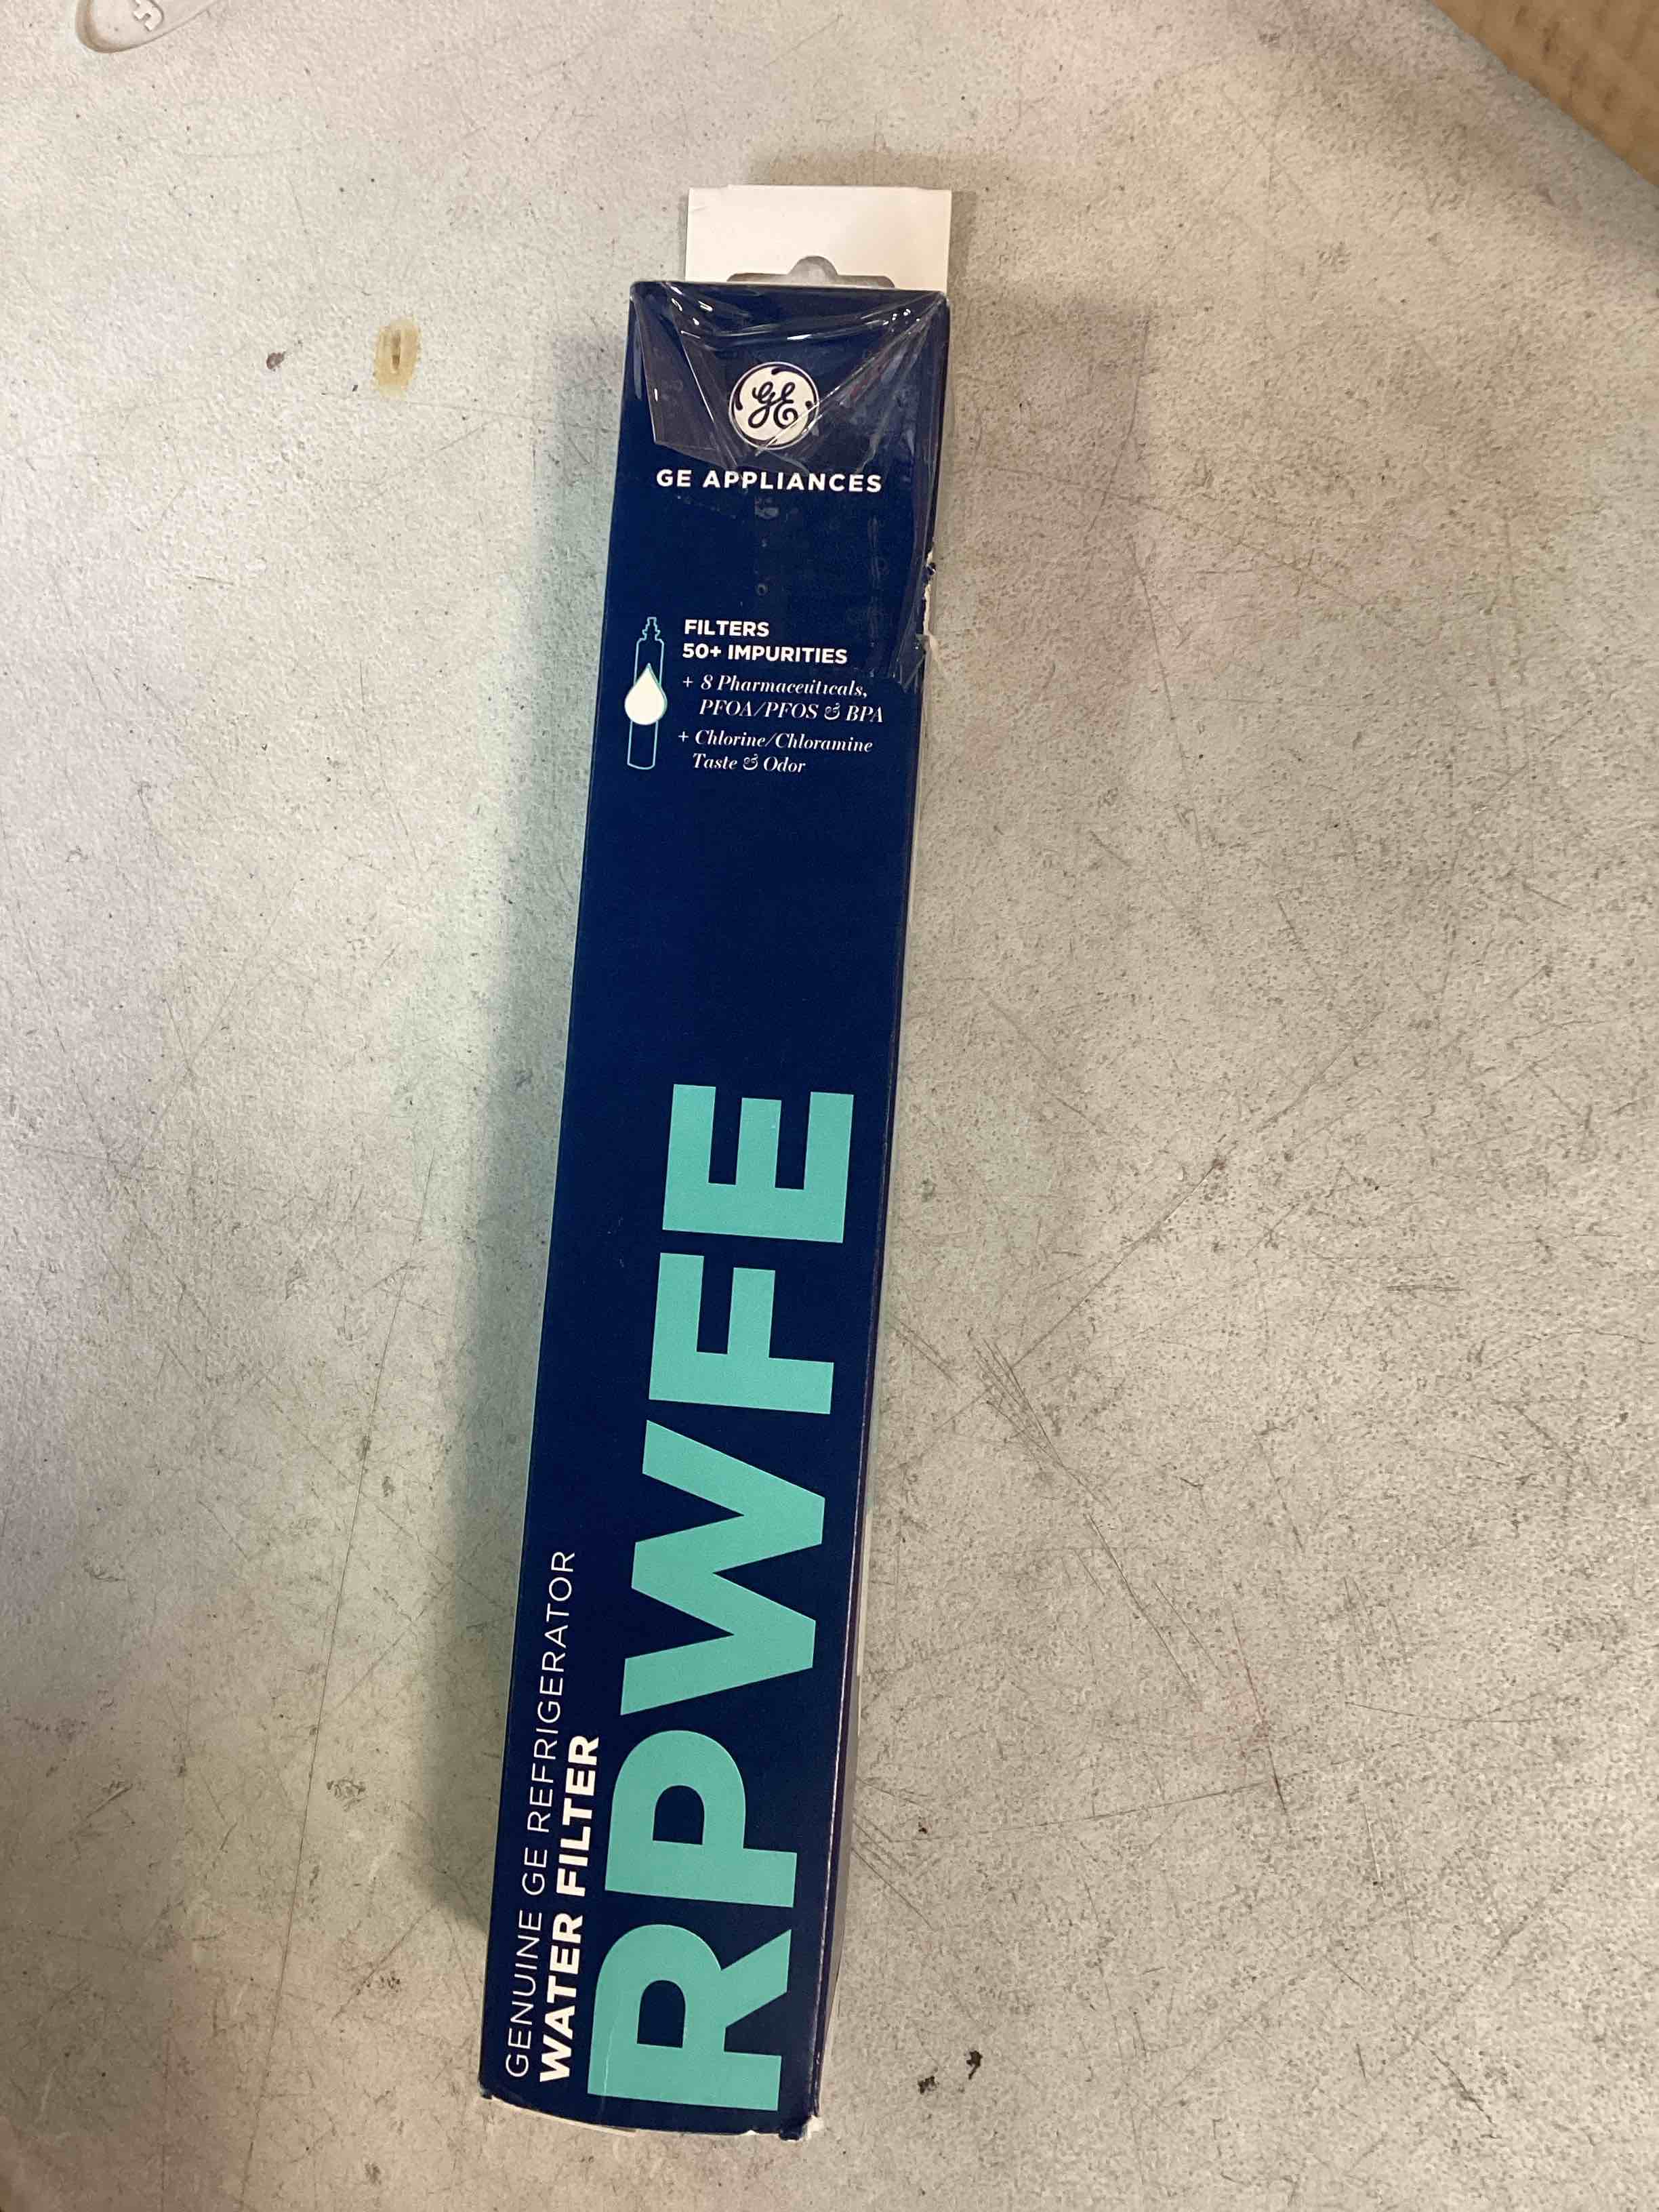 GE
GE APPLIANCES
FILTERS
50+ IMPURITIES
+ 8 Pharmaceuticals,
PFOA/PFOS & BPA
+ Chlorine/Chloramine
Taste & Odor
GENUINE GE REFRIGERATOR
WATER FILTER
RPWFE